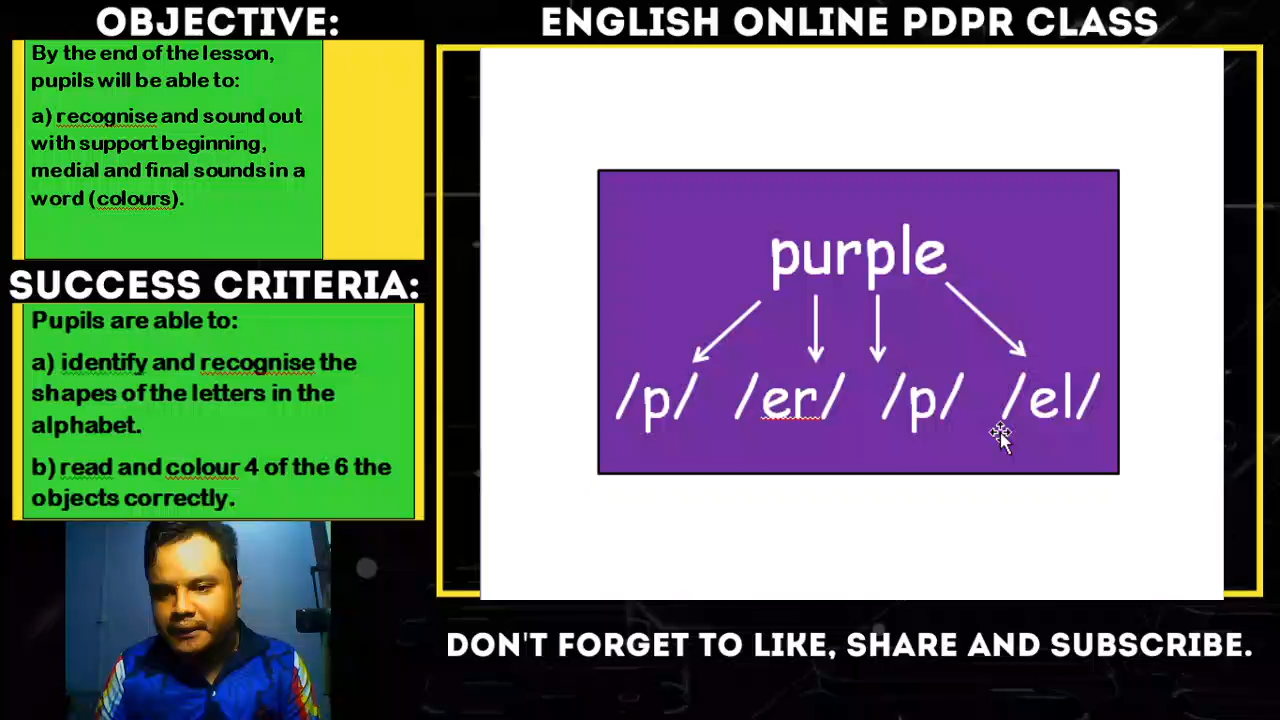 OBJECTIVE:
By the end of the lesson,
pupils will be able to:
a) recognise and sound out
with support beginning,
medial and final sounds in a
word (colours).
SUCCESS CRITERIA:
Pupils are able to:
a) identify and recognise the
shapes of the letters in the
alphabet.
b) read and colour 4 of the 6 the
objects correctly.
ENGLISH ONLINE PDPR CLASS
purple
/p/ /er/ /p/ /el/
DON'T FORGET TO LIKE, SHARE AND SUBSCRIBE.